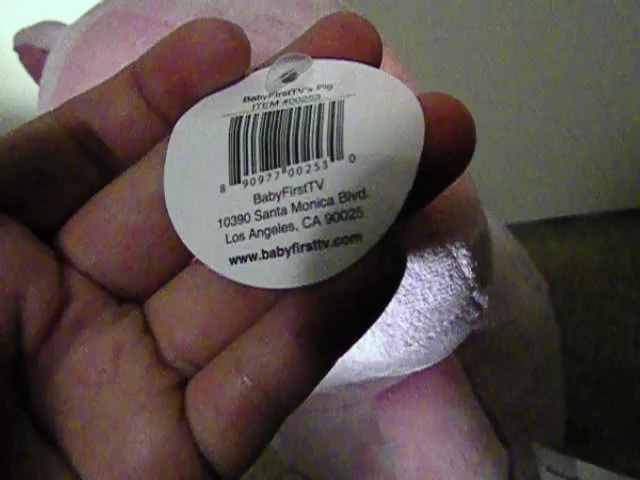 BabyFirstTV's Pig
ITEM #00253
8 90977 00253 0
BabyFirstTV
10390 Santa Monica Blvd.
Los Angeles, CA 90025
www.babyfirsttv.com